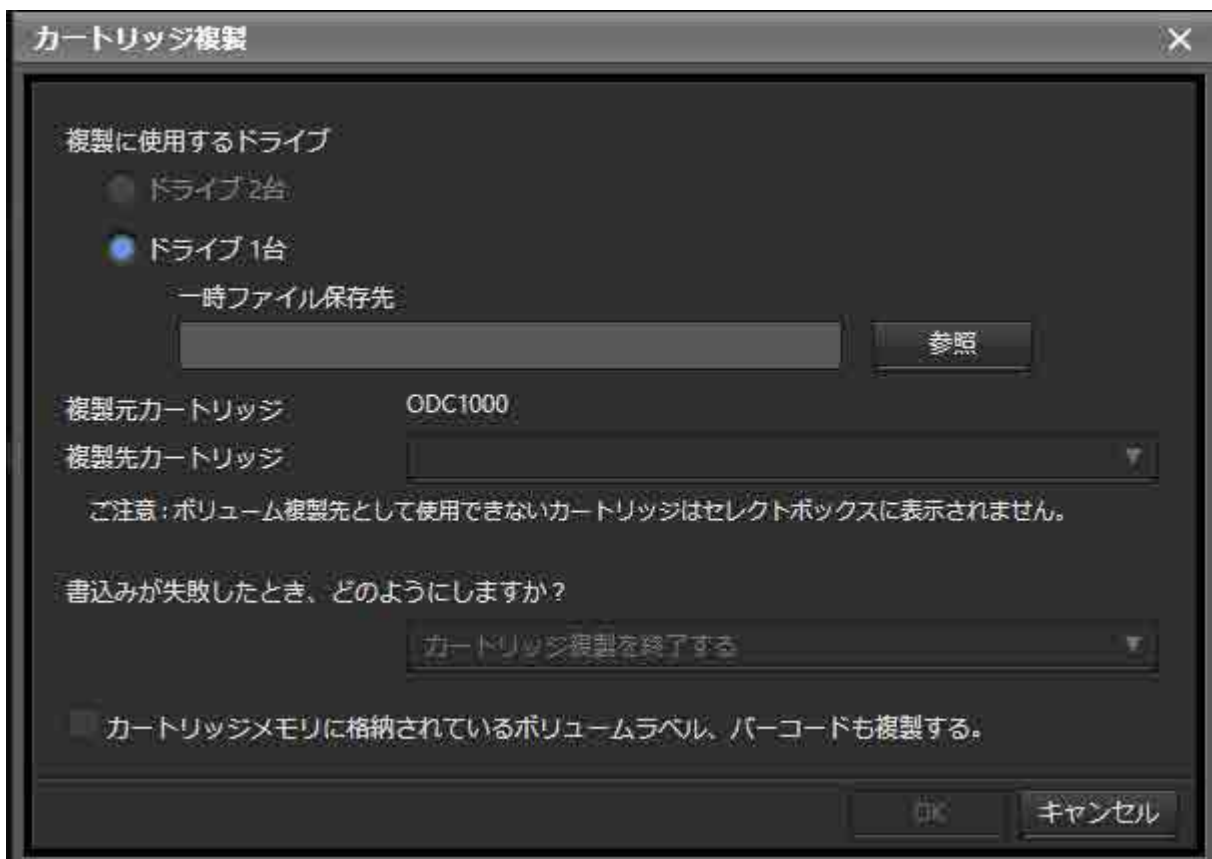 カートリッジ複製
複製に使用するドライブ
ドライブ 2台
ドライブ 1台
一時ファイル保存先
参照
複製元カートリッジ ODC1000
複製先カートリッジ
ご注意 : ボリューム複製先として使用できないカートリッジはセレクトボックスに表示されません。
書込みが失敗したとき、どのようにしますか？
カートリッジ複製を終了する
カートリッジメモリに格納されているボリュームラベル、バーコードも複製する。
OK キャンセル